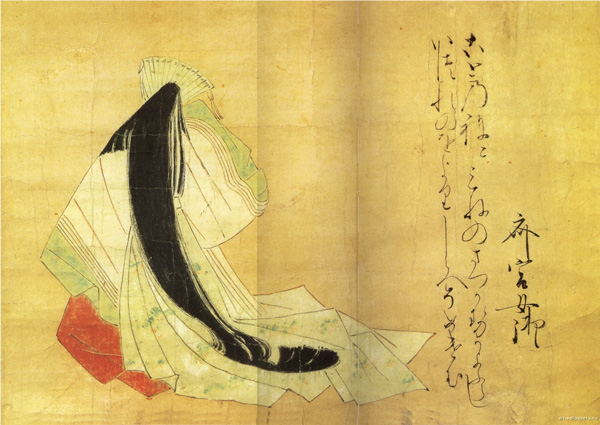 斎宮女御
ことのねにみねのまつかせかよふらし
いつれのをよりしらへそめけむ